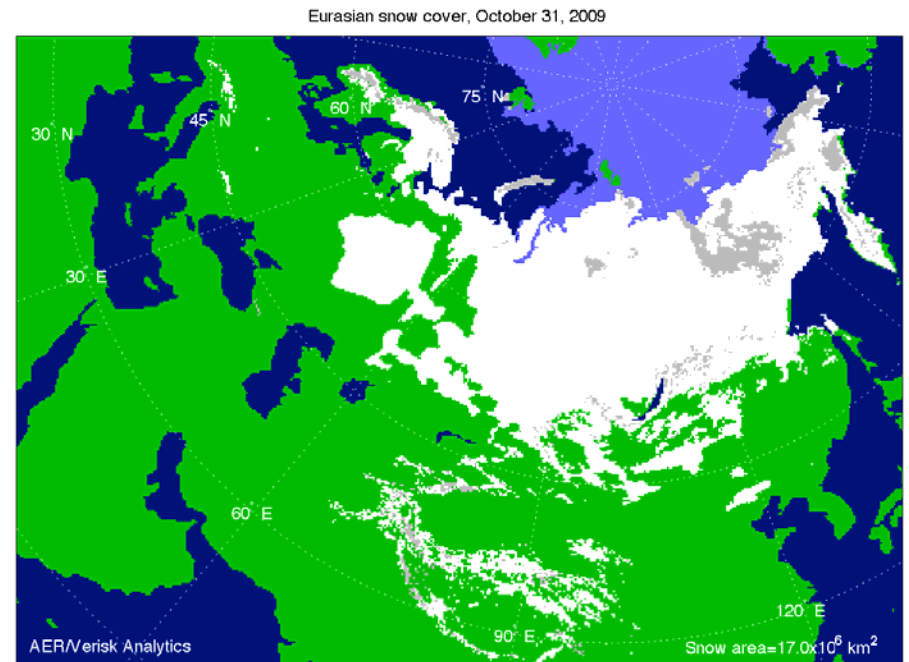 Eurasian snow cover, October 31, 2009
75 N
60 N
45 N
30 N
30 E
60 E
120 E
90 E
AER/Verisk Analytics
Snow area=17.0x10⁶ km²